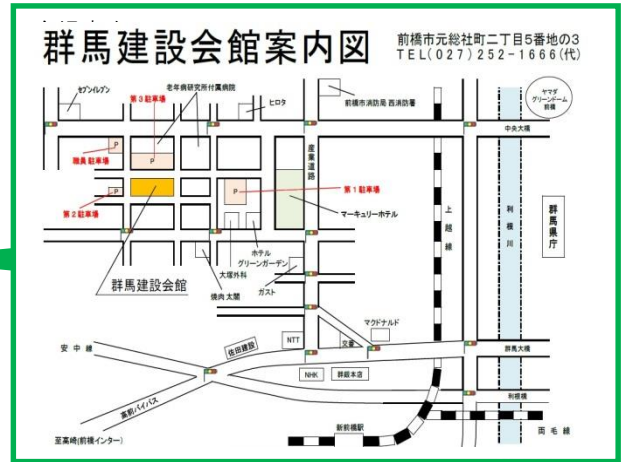 群馬建設会館案内図
前橋市元総社町二丁目5番地の3
TEL(027)252-1666(代)
セブンイレブン
第3駐車場
老年病研究所付属病院
ヒロタ
前橋市消防局 西消防署
ヤマダ
グリーンドーム
前橋
中央大橋
P
職員 駐車場
P
産業道路
P
第2駐車場
P
第1駐車場
マーキュリーホテル
上越線
利根川
群馬県庁
群馬建設会館
焼肉 太閤
大塚外科
ホテル
グリーンガーデン
ガスト
マクドナルド
安中線
佐田建設
NTT
交番
群馬大橋
NHK
群銀本店
高前バイパス
利根橋
新前橋駅
両毛線
至高崎(前橋インター)